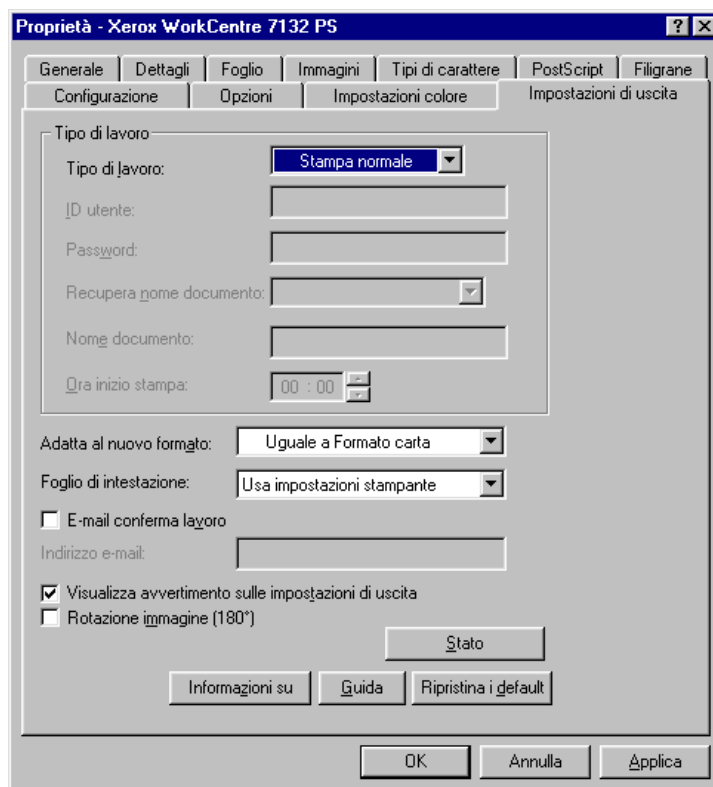 Proprietà - Xerox WorkCentre 7132 PS
Generale Dettagli Foglio Immagini Tipi di carattere PostScript Filigrane
Configurazione Opzioni Impostazioni colore Impostazioni di uscita
Tipo di lavoro
Tipo di lavoro: Stampa normale
ID utente:
Password:
Recupera nome documento:
Nome documento:
Ora inizio stampa: 00 : 00
Adatta al nuovo formato: Uguale a Formato carta
Foglio di intestazione: Usa impostazioni stampante
E-mail conferma lavoro
Indirizzo e-mail:
Visualizza avvertimento sulle impostazioni di uscita
Rotazione immagine (180°)
Stato
Informazioni su Guida Ripristina i default
OK Annulla Applica